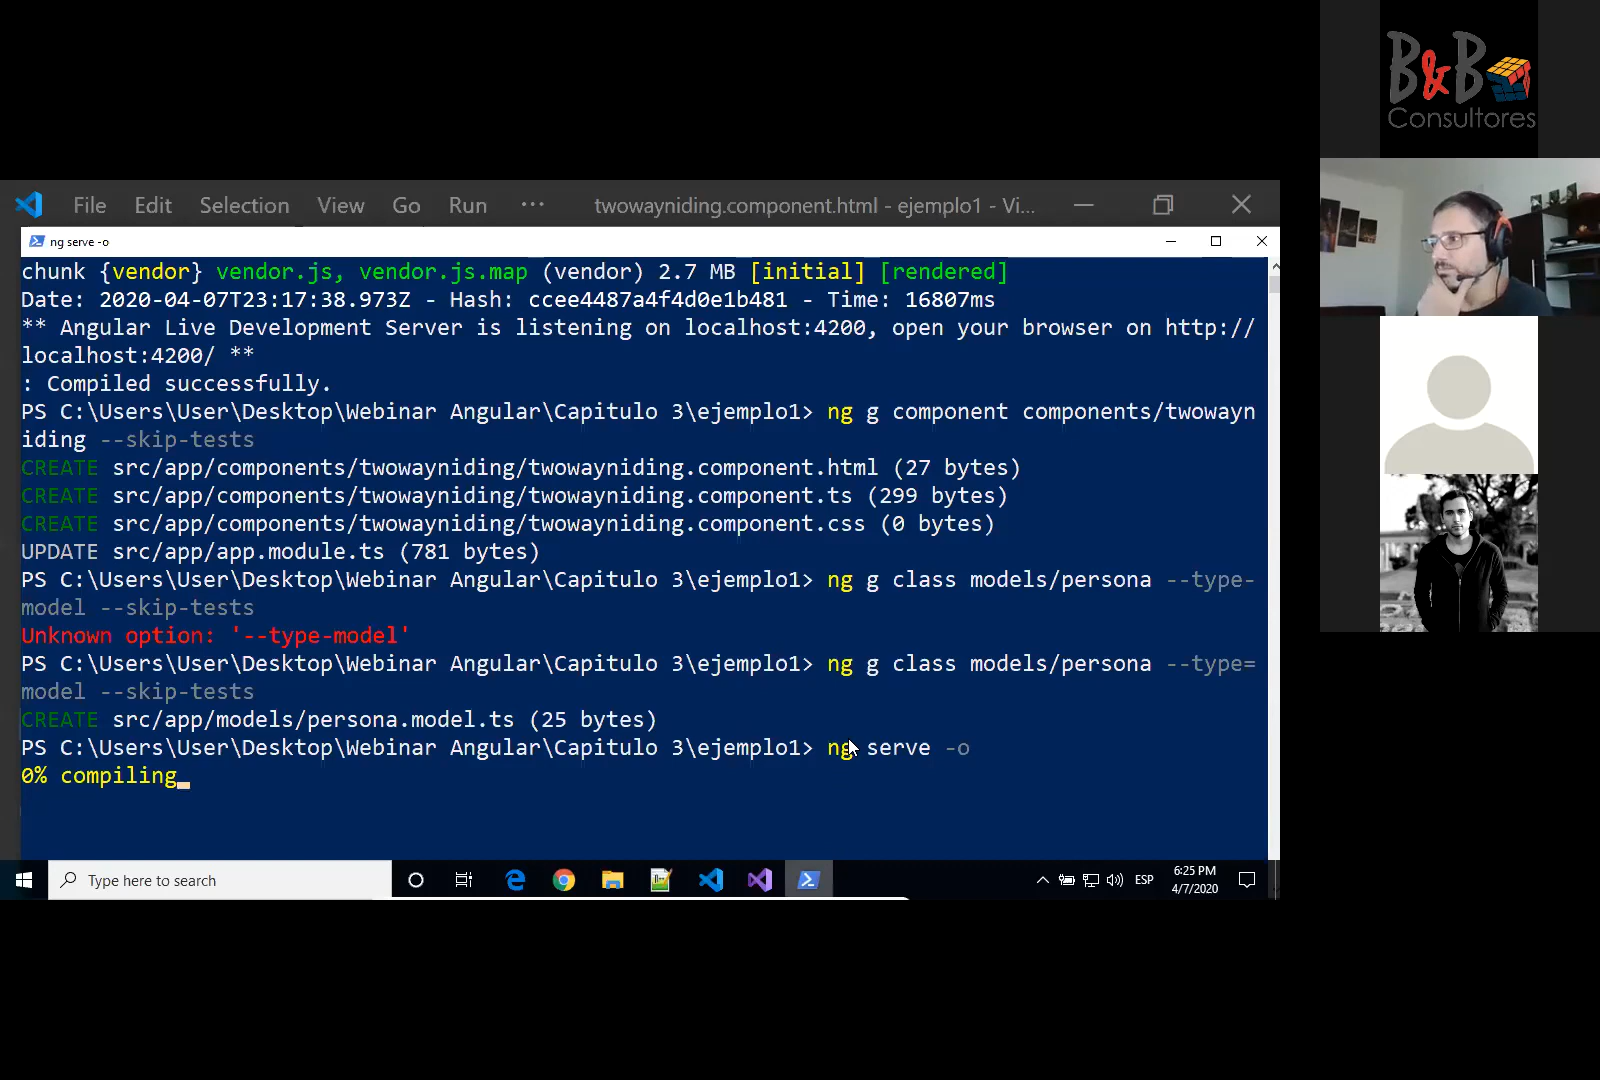 B&B
Consultores
File Edit Selection View Go Run ··· twowayniding.component.html - ejemplo1 - Vi...
ng serve -o
chunk {vendor} vendor.js, vendor.js.map (vendor) 2.7 MB [initial] [rendered]
Date: 2020-04-07T23:17:38.973Z - Hash: ccee4487a4f4d0e1b481 - Time: 16807ms
** Angular Live Development Server is listening on localhost:4200, open your browser on http://
localhost:4200/ **
: Compiled successfully.
PS C:\Users\User\Desktop\Webinar Angular\Capitulo 3\ejemplo1> ng g component components/twowayn
iding --skip-tests
CREATE src/app/components/twowayniding/twowayniding.component.html (27 bytes)
CREATE src/app/components/twowayniding/twowayniding.component.ts (299 bytes)
CREATE src/app/components/twowayniding/twowayniding.component.css (0 bytes)
UPDATE src/app/app.module.ts (781 bytes)
PS C:\Users\User\Desktop\Webinar Angular\Capitulo 3\ejemplo1> ng g class models/persona --type-
model --skip-tests
Unknown option: '--type-model'
PS C:\Users\User\Desktop\Webinar Angular\Capitulo 3\ejemplo1> ng g class models/persona --type=
model --skip-tests
CREATE src/app/models/persona.model.ts (25 bytes)
PS C:\Users\User\Desktop\Webinar Angular\Capitulo 3\ejemplo1> ng serve -o
0% compiling
Type here to search
ESP
6:25 PM
4/7/2020